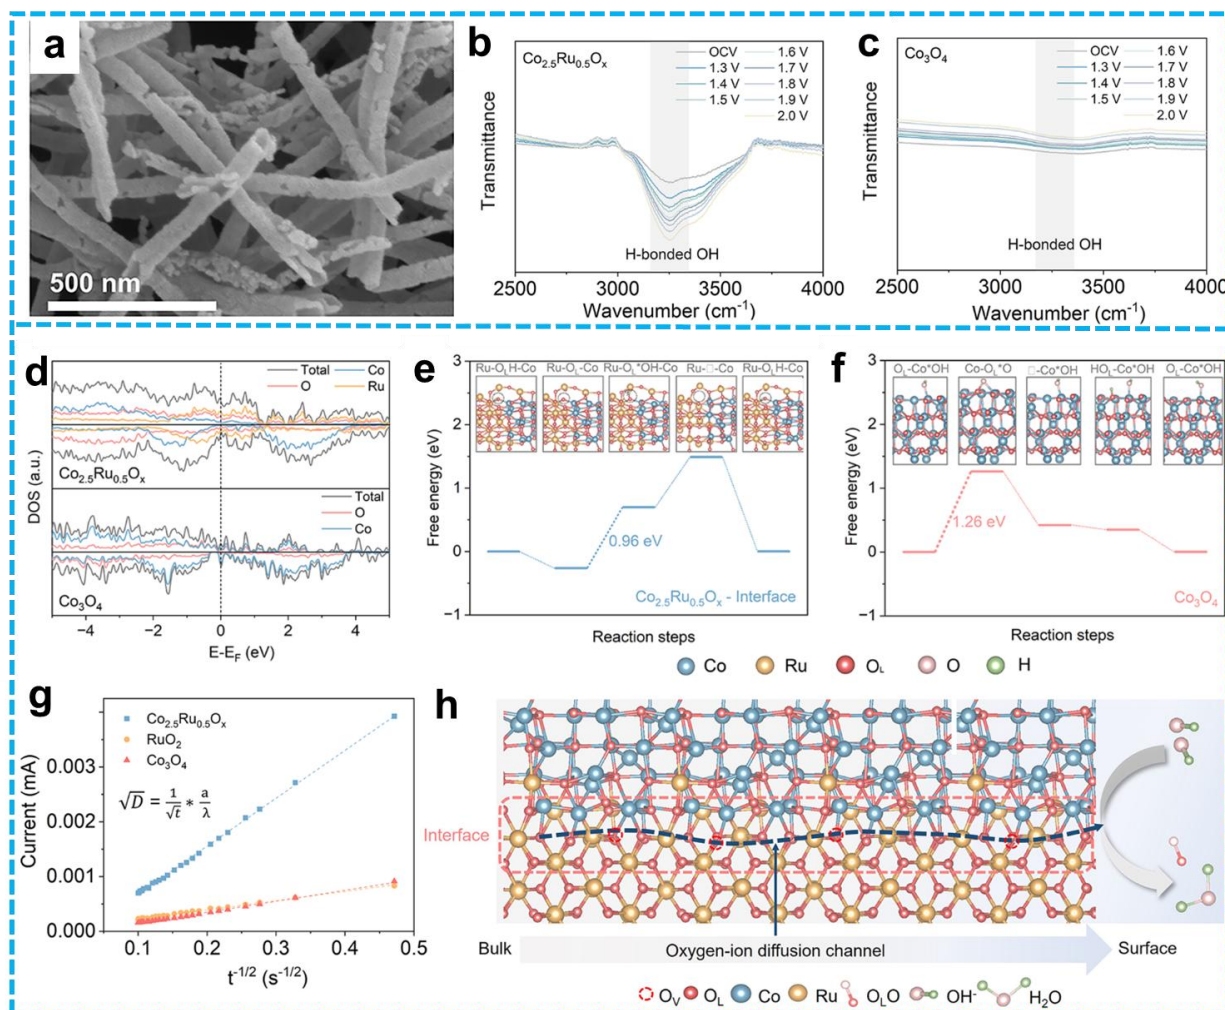 a
500 nm
b
Co2.5Ru0.5Ox
OCV
1.3 V
1.4 V
1.5 V
1.6 V
1.7 V
1.8 V
1.9 V
2.0 V
Transmittance
H-bonded OH
2500 3000 3500 4000
Wavenumber (cm-1)
c
Co3O4
OCV
1.3 V
1.4 V
1.5 V
1.6 V
1.7 V
1.8 V
1.9 V
2.0 V
Transmittance
H-bonded OH
2500 3000 3500 4000
Wavenumber (cm-1)
d
Total Co
O Ru
Co2.5Ru0.5Ox
Total
O
Co
Co3O4
DOS (a.u.)
−4 −2 0 2 4
E-EF (eV)
e
Ru-OLH-Co Ru-OL-Co Ru-OL*OH-Co Ru-□-Co Ru-OLH-Co
3
2
1
0
−1
Free energy (eV)
0.96 eV
Co2.5Ru0.5Ox - Interface
Reaction steps
f
OL-Co*OH Co-OL*O □-Co*OH HOL-Co*OH OL-Co*OH
3
2
1
0
−1
Free energy (eV)
1.26 eV
Co3O4
Reaction steps
Co Ru OL O H
g
Co2.5Ru0.5Ox
RuO2
Co3O4
√D = 1/√t * a/λ
0.003
0.002
0.001
0.000
Current (mA)
0.1 0.2 0.3 0.4 0.5
t-1/2 (s-1/2)
h
Interface
Bulk Oxygen-ion diffusion channel Surface
OV OL Co Ru OLO OH- H2O